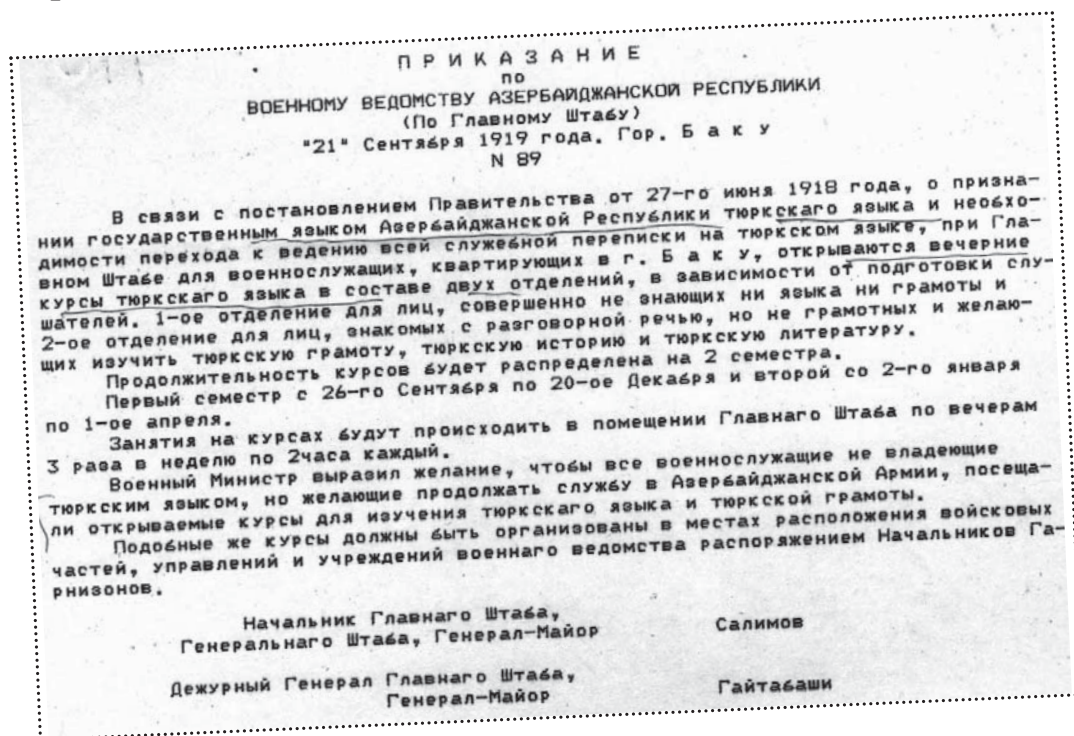 П Р И К А З А Н И Е
по
ВОЕННОМУ ВЕДОМСТВУ АЗЕРБАЙДЖАНСКОЙ РЕСПУБЛИКИ
(По Главному Штабу)
"21" Сентября 1919 года. Гор. Б а к у
N 89
В связи с постановлением Правительства от 27-го июня 1918 года, о призна-
нии государственным языком Азербайджанской Республики тюркскаго языка и необхо-
димости перехода к ведению всей служебной переписки на тюркском языке, при Гла-
вном Штабе для военнослужащих, квартирующих в г. Б а к у, открываются вечерние
курсы тюркскаго языка в составе двух отделений, в зависимости от подготовки слу-
шателей. 1-ое отделение для лиц, совершенно не знающих ни языка ни грамоты и
2-ое отделение для лиц, знакомых с разговорной речью, но не грамотных и желаю-
щих изучить тюркскую грамоту, тюркскую историю и тюркскую литературу.
Продолжительность курсов будет распределена на 2 семестра.
Первый семестр с 26-го Сентября по 20-ое Декабря и второй со 2-го января
по 1-ое апреля.
Занятия на курсах будут происходить в помещении Главнаго Штаба по вечерам
3 раза в неделю по 2часа каждый.
Военный Министр выразил желание, чтобы все военнослужащие не владеющие
тюркским языком, но желающие продолжать службу в Азербайджанской Армии, посеща-
ли открываемые курсы для изучения тюркскаго языка и тюркской грамоты.
Подобные же курсы должны быть организованы в местах расположения войсковых
частей, управлений и учреждений военнаго ведомства распоряжением Начальников Га-
рнизонов.
Начальник Главнаго Штаба,
Генеральнаго Штаба, Генерал-Майор Салимов
Дежурный Генерал Главнаго Штаба,
Генерал-Майор Гайтабаши